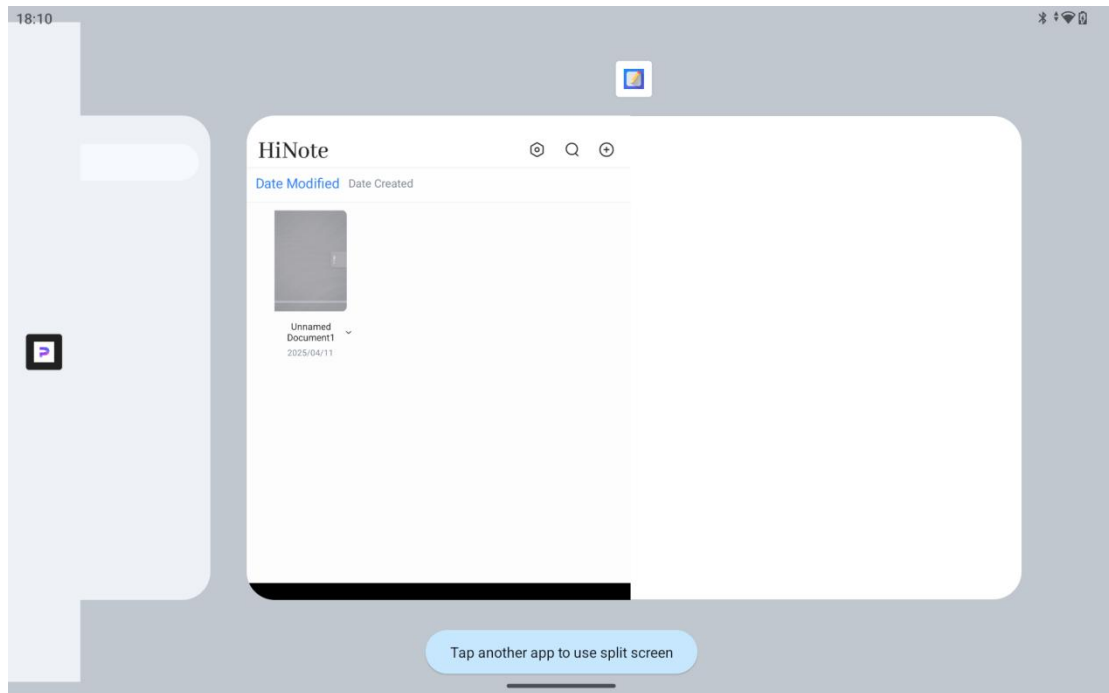 18:10
HiNote
Date Modified Date Created
Unnamed
Document1
2025/04/11
Tap another app to use split screen